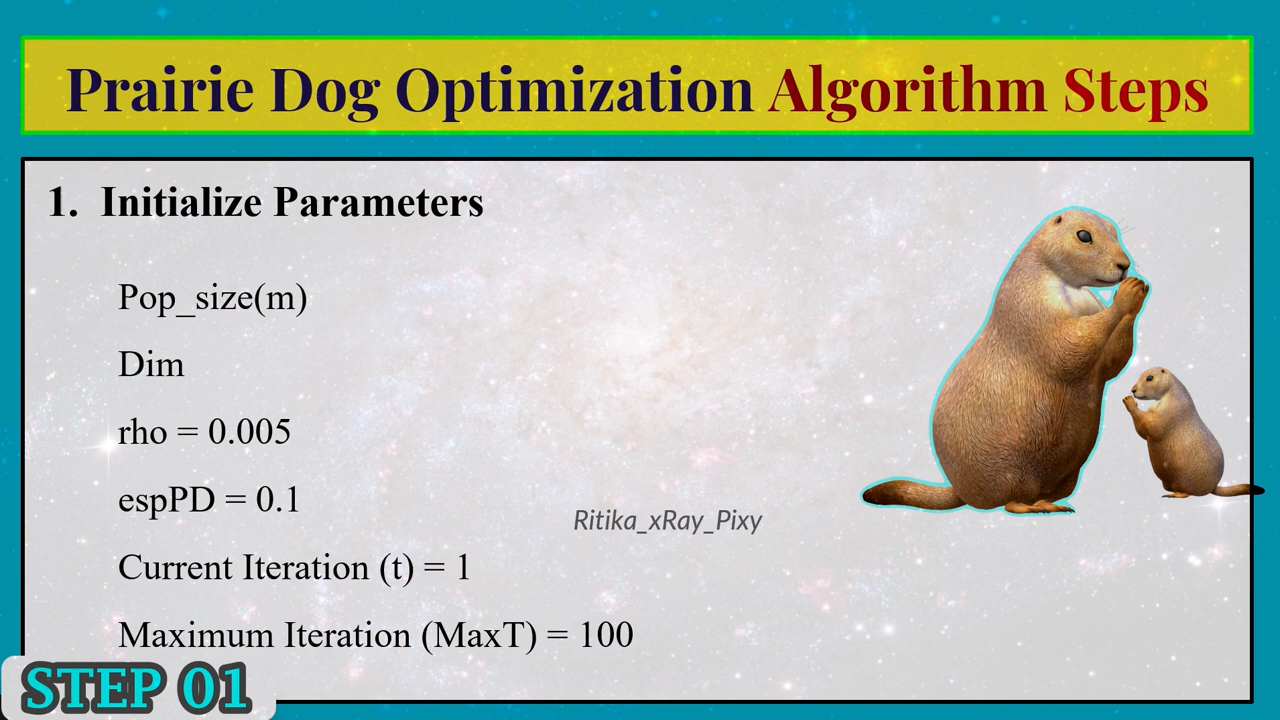 Prairie Dog Optimization Algorithm Steps
1. Initialize Parameters
Pop_size(m)
Dim
rho = 0.005
espPD = 0.1
Ritika_xRay_Pixy
Current Iteration (t) = 1
Maximum Iteration (MaxT) = 100
STEP 01